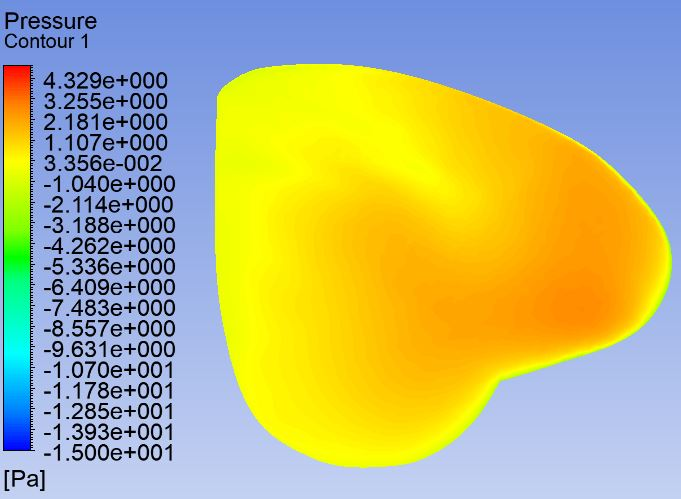 Pressure
Contour 1
4.329e+000
3.255e+000
2.181e+000
1.107e+000
3.356e-002
-1.040e+000
-2.114e+000
-3.188e+000
-4.262e+000
-5.336e+000
-6.409e+000
-7.483e+000
-8.557e+000
-9.631e+000
-1.070e+001
-1.178e+001
-1.285e+001
-1.393e+001
-1.500e+001
[Pa]